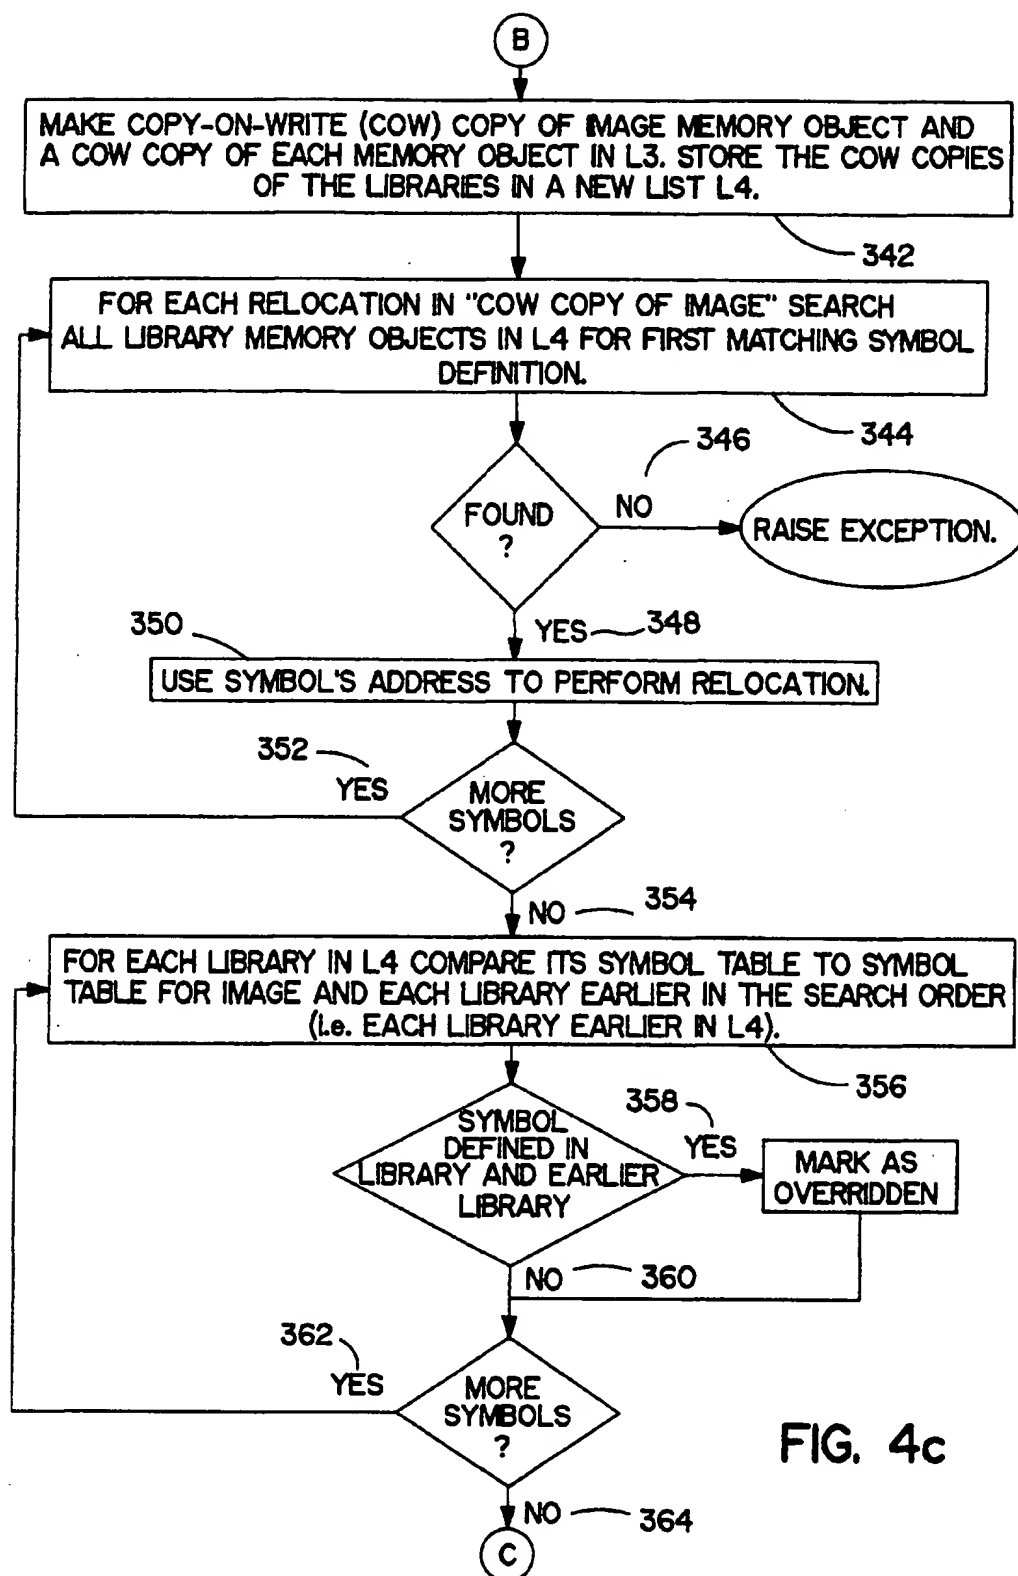 B
MAKE COPY-ON-WRITE (COW) COPY OF IMAGE MEMORY OBJECT AND
A COW COPY OF EACH MEMORY OBJECT IN L3. STORE THE COW COPIES
OF THE LIBRARIES IN A NEW LIST L4.
342
FOR EACH RELOCATION IN "COW COPY OF IMAGE" SEARCH
ALL LIBRARY MEMORY OBJECTS IN L4 FOR FIRST MATCHING SYMBOL
DEFINITION.
344
346
FOUND
?
NO
RAISE EXCEPTION.
YES
348
350
USE SYMBOL'S ADDRESS TO PERFORM RELOCATION.
352
YES
MORE
SYMBOLS
?
NO
354
FOR EACH LIBRARY IN L4 COMPARE ITS SYMBOL TABLE TO SYMBOL
TABLE FOR IMAGE AND EACH LIBRARY EARLIER IN THE SEARCH ORDER
(i.e. EACH LIBRARY EARLIER IN L4).
356
358
YES
SYMBOL
DEFINED IN
LIBRARY AND EARLIER
LIBRARY
MARK AS
OVERRIDDEN
NO
360
362
YES
MORE
SYMBOLS
?
FIG. 4c
NO
364
C